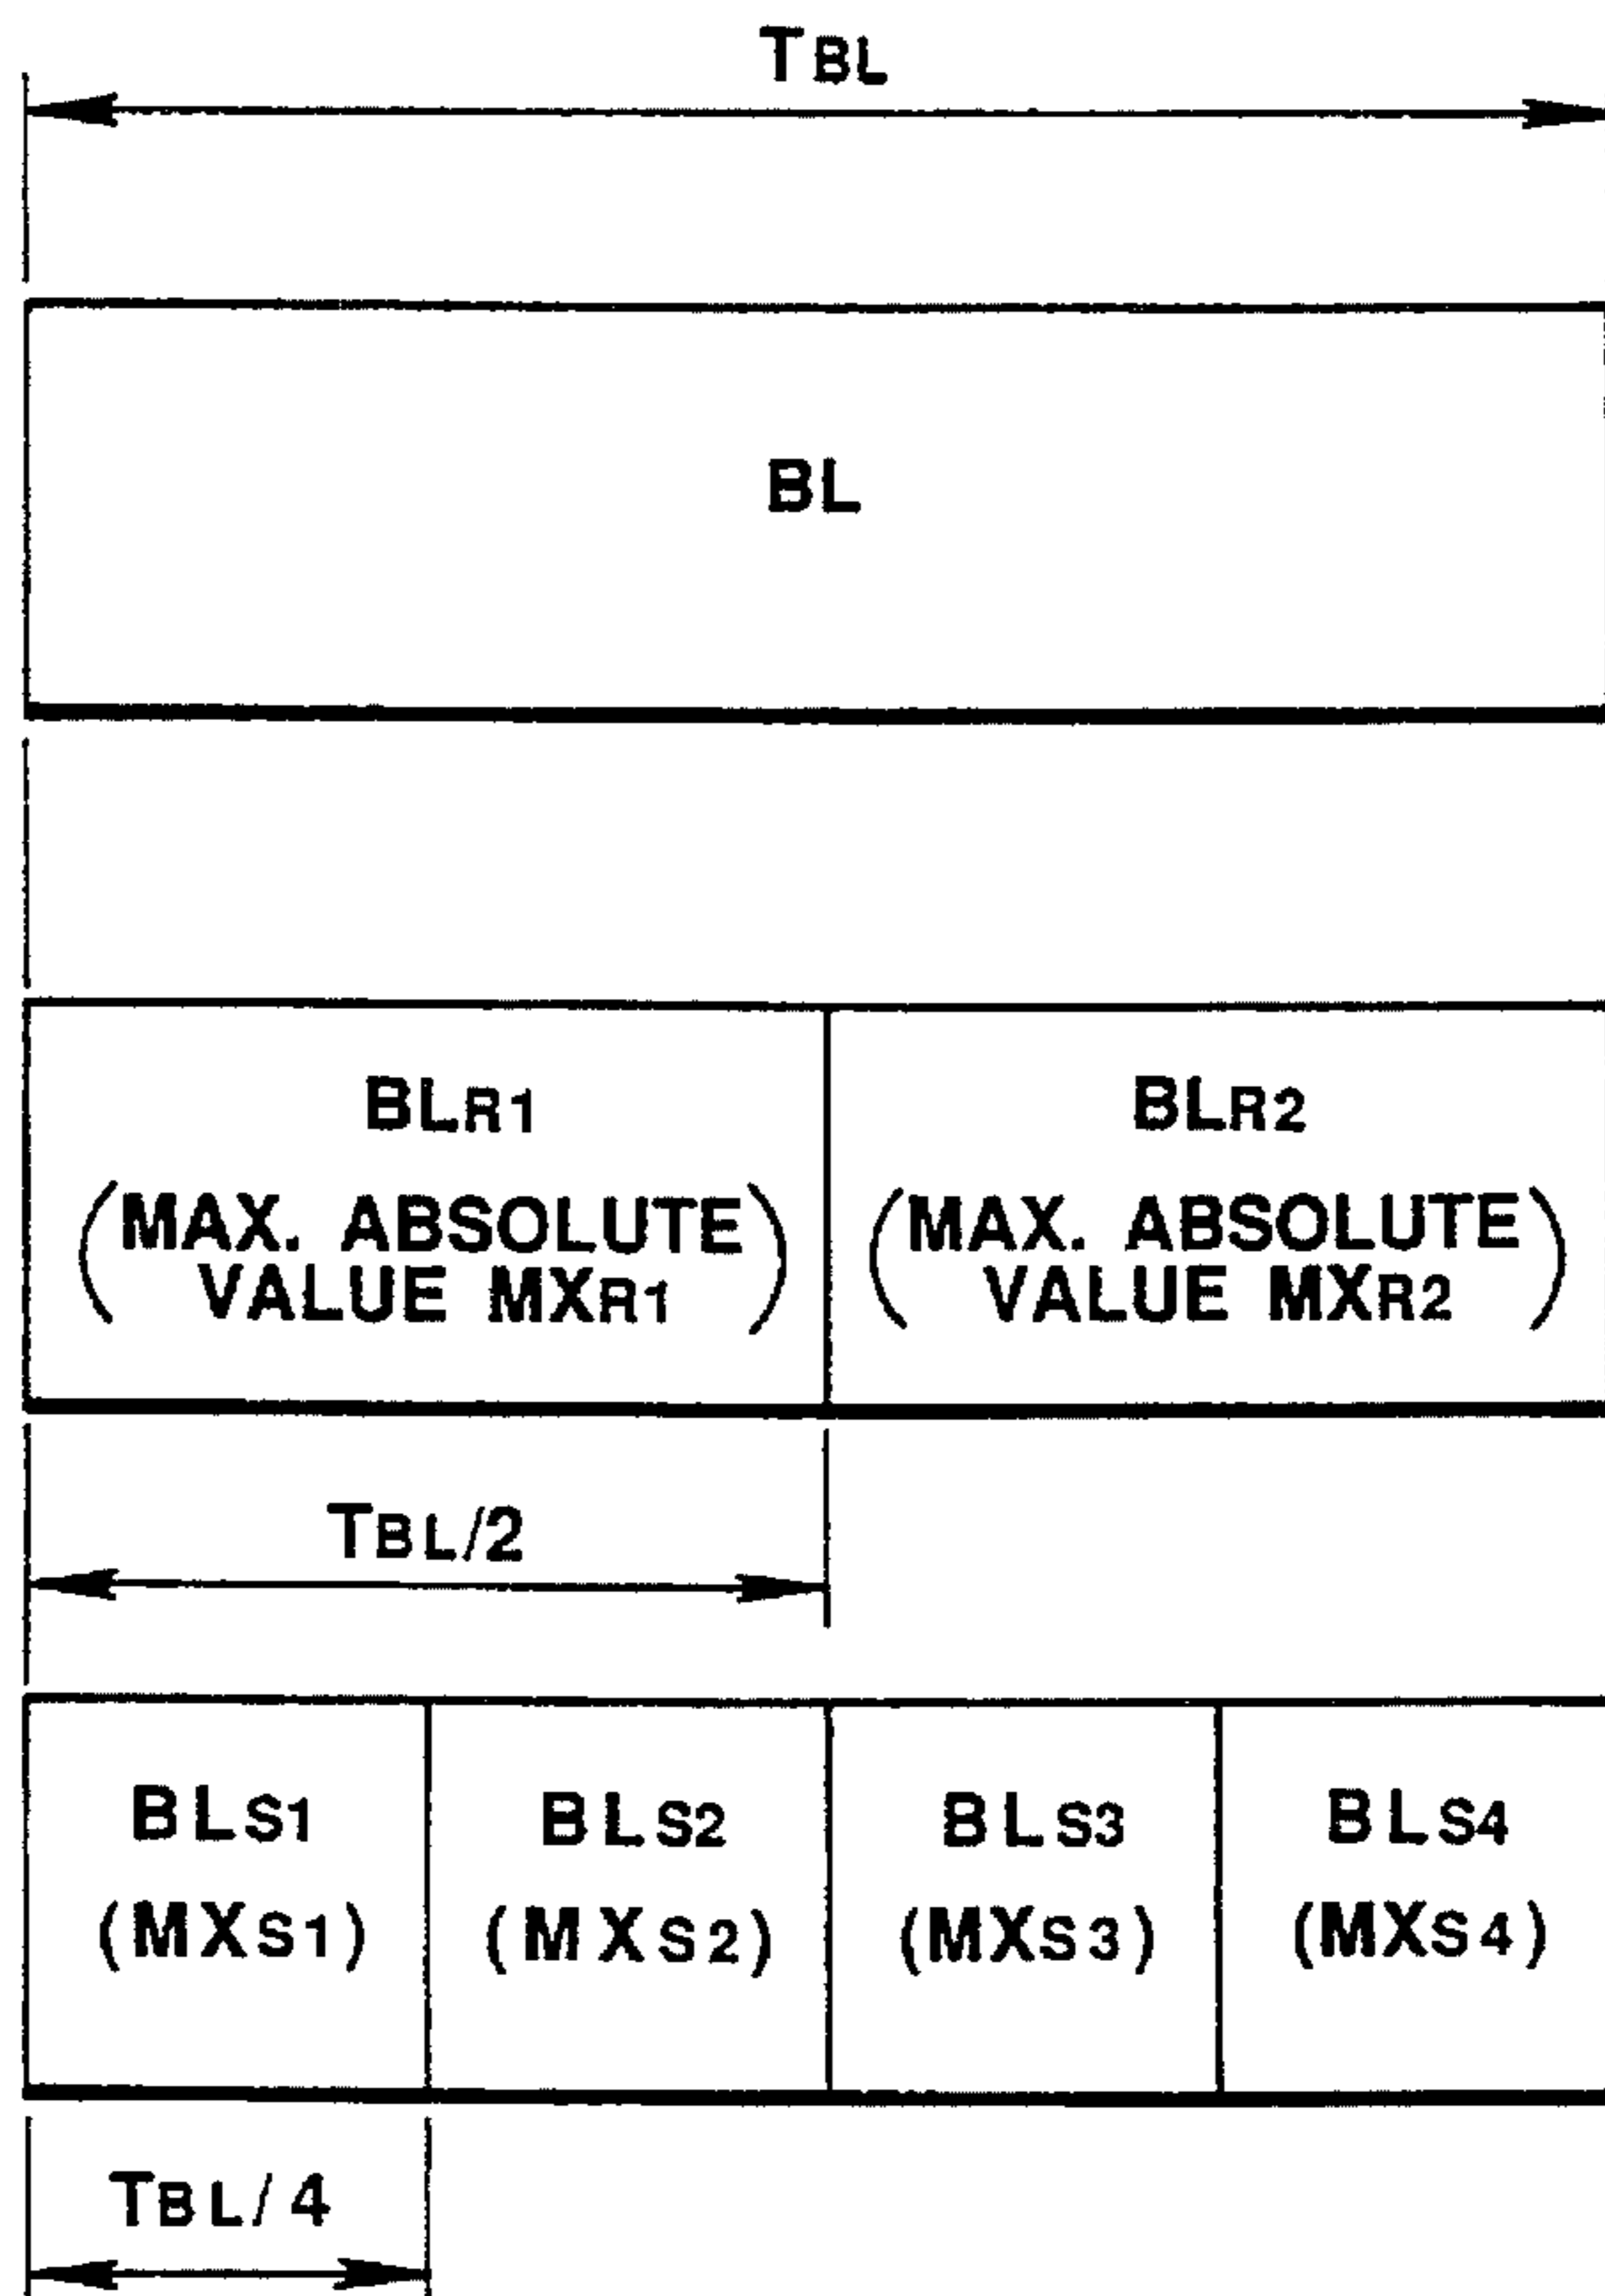 TBL
BL
BLR1
(MAX. ABSOLUTE
VALUE MXR1)
BLR2
(MAX. ABSOLUTE
VALUE MXR2)
TBL/2
BLS1
(MXS1)
BLS2
(MXS2)
BLS3
(MXS3)
BLS4
(MXS4)
TBL/4